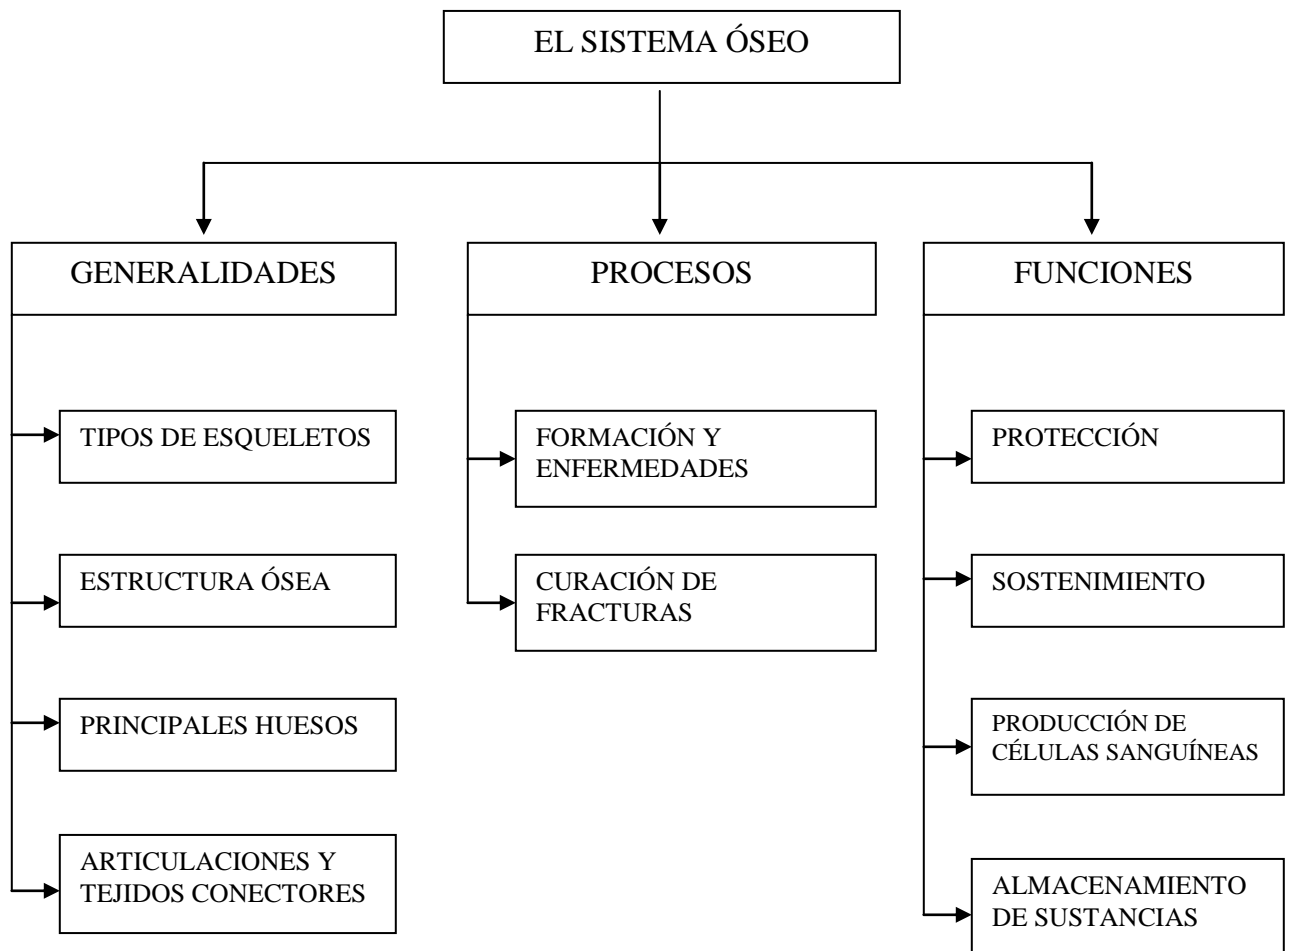 EL SISTEMA ÓSEO
GENERALIDADES
TIPOS DE ESQUELETOS
ESTRUCTURA ÓSEA
PRINCIPALES HUESOS
ARTICULACIONES Y
TEJIDOS CONECTORES
PROCESOS
FORMACIÓN Y
ENFERMEDADES
CURACIÓN DE
FRACTURAS
FUNCIONES
PROTECCIÓN
SOSTENIMIENTO
PRODUCCIÓN DE
CÉLULAS SANGUÍNEAS
ALMACENAMIENTO
DE SUSTANCIAS